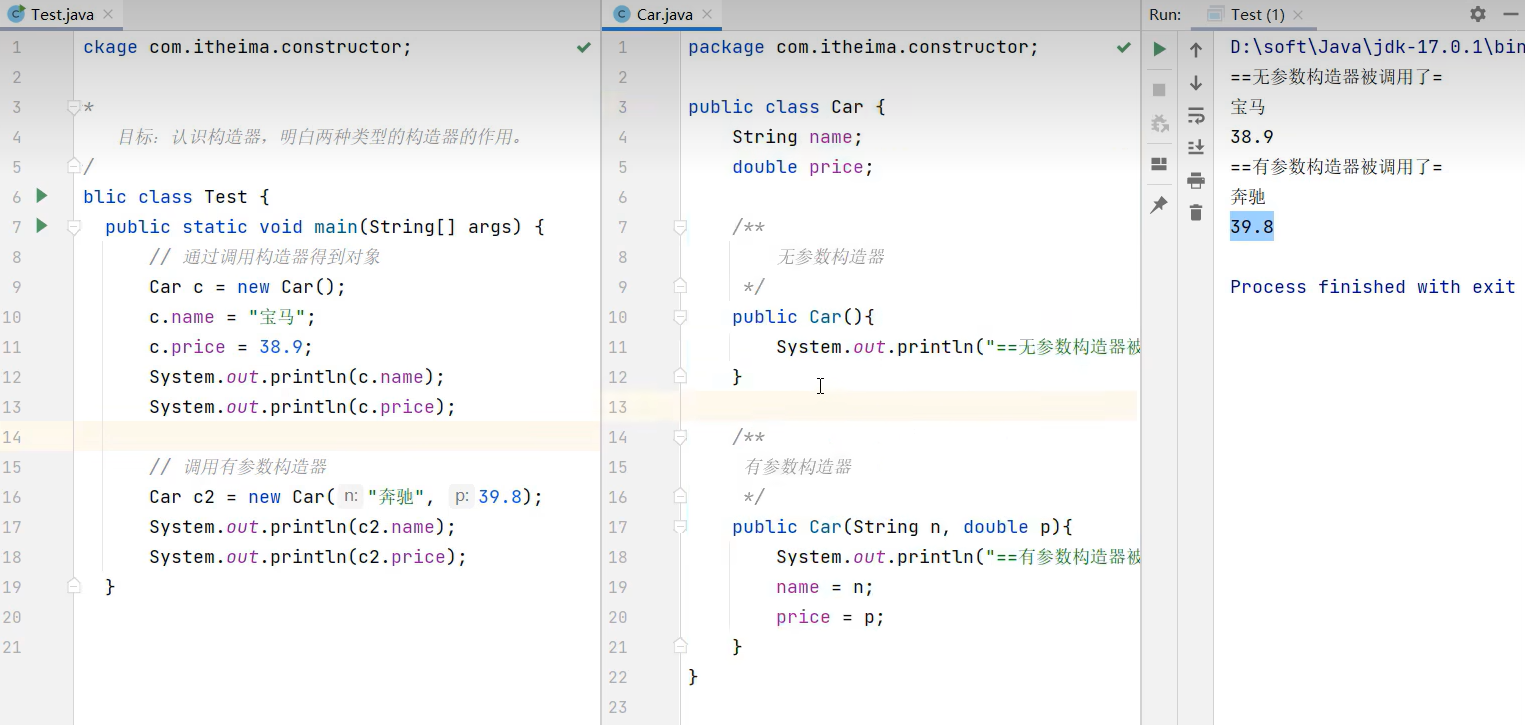 Test.java
1 ckage com.itheima.constructor;
2
3 *
4 目标：认识构造器，明白两种类型的构造器的作用。
5 /
6 blic class Test {
7 public static void main(String[] args) {
8 // 通过调用构造器得到对象
9 Car c = new Car();
10 c.name = "宝马";
11 c.price = 38.9;
12 System.out.println(c.name);
13 System.out.println(c.price);
14
15 // 调用有参数构造器
16 Car c2 = new Car( n: "奔驰", p: 39.8);
17 System.out.println(c2.name);
18 System.out.println(c2.price);
19 }
20
21
Car.java
1 package com.itheima.constructor;
2
3 public class Car {
4 String name;
5 double price;
6
7 /**
8 无参数构造器
9 */
10 public Car(){
11 System.out.println("==无参数构造器被
12 }
13
14 /**
15 有参数构造器
16 */
17 public Car(String n, double p){
18 System.out.println("==有参数构造器被
19 name = n;
20 price = p;
21 }
22 }
23
Run: Test (1)
D:\soft\Java\jdk-17.0.1\bin
==无参数构造器被调用了=
宝马
38.9
==有参数构造器被调用了=
奔驰
39.8
Process finished with exit